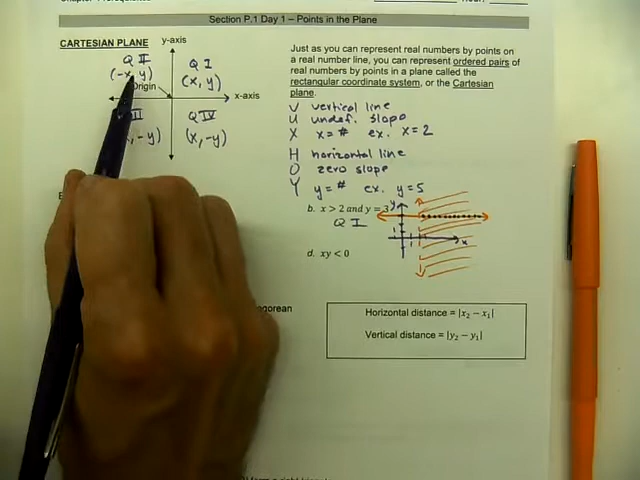 Section P.1 Day 1 – Points in the Plane
CARTESIAN PLANE
y-axis
Q II
(-x, y)
Q I
(x, y)
x-axis
Q IV
(x, -y)
, -y)
Just as you can represent real numbers by points on
a real number line, you can represent ordered pairs of
real numbers by points in a plane called the
rectangular coordinate system, or the Cartesian
plane.
V vertical line
U undef. slope
X x = # ex. x = 2
H horizontal line
O zero slope
Y y = # ex. y = 5
b. x > 2 and y = 3
Q I
y
x
d. xy < 0
Horizontal distance = |x₂ − x₁|
Vertical distance = |y₂ − y₁|